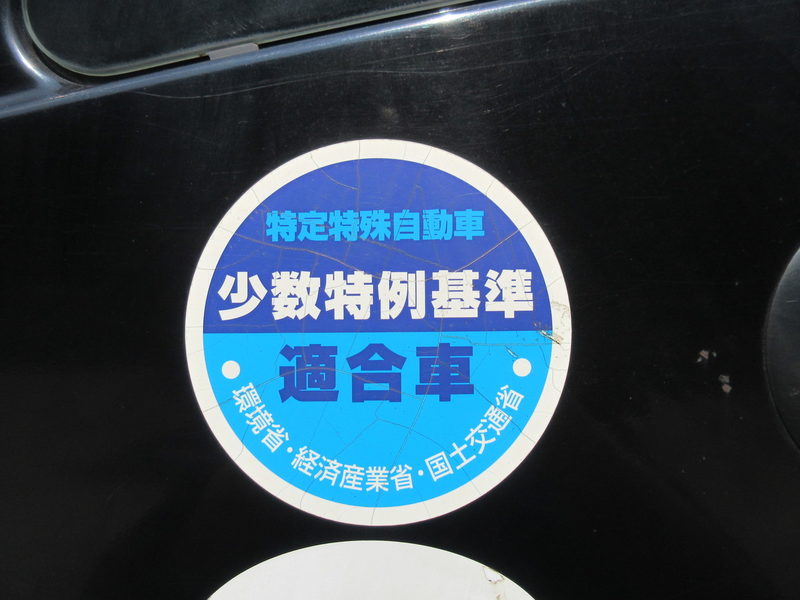 特定特殊自動車
少数特例基準
適合車
環境省・経済産業省・国土交通省